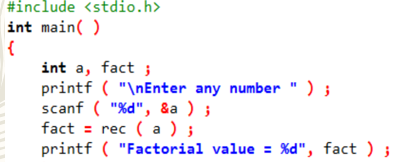 #include <stdio.h>
int main( )
{
int a, fact ;
printf ( "\nEnter any number " ) ;
scanf ( "%d", &a ) ;
fact = rec ( a ) ;
printf ( "Factorial value = %d", fact ) ;